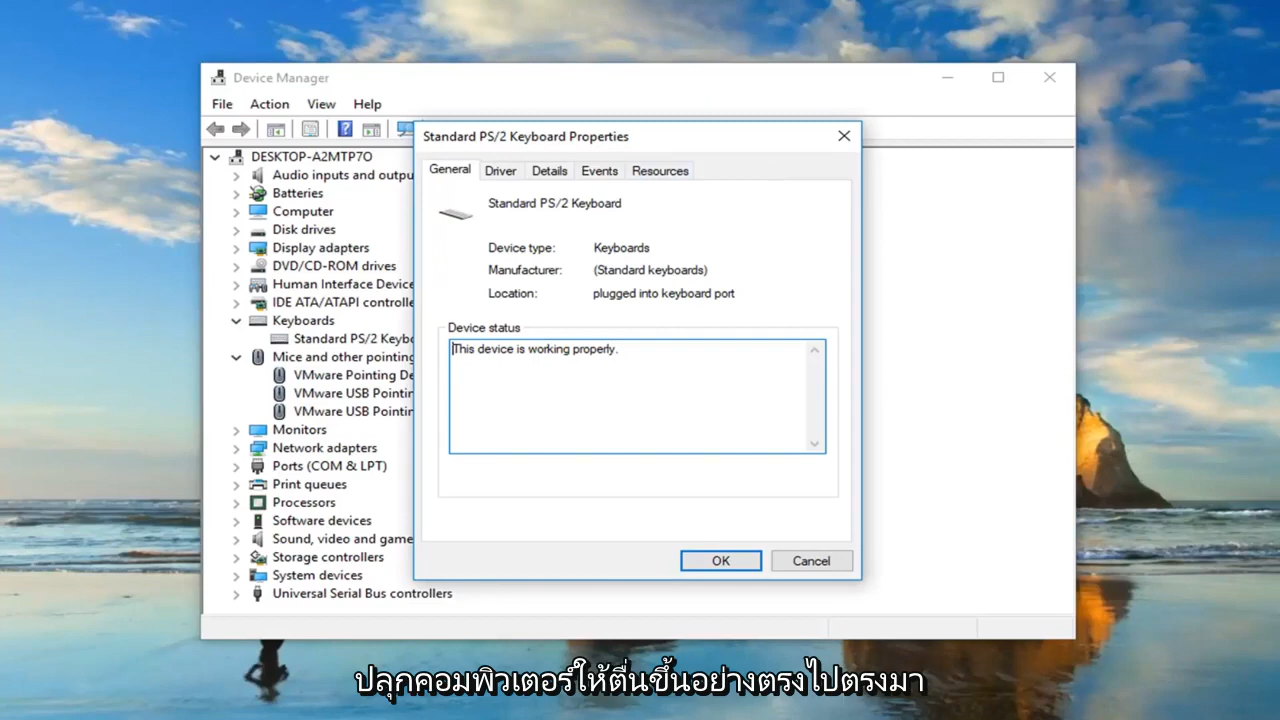 Device Manager
File Action View Help
Standard PS/2 Keyboard Properties
General Driver Details Events Resources
Standard PS/2 Keyboard
Device type: Keyboards
Manufacturer: (Standard keyboards)
Location: plugged into keyboard port
Device status
This device is working properly.
OK Cancel
DESKTOP-A2MTP7O
Audio inputs and outpu
Batteries
Computer
Disk drives
Display adapters
DVD/CD-ROM drives
Human Interface Device
IDE ATA/ATAPI controlle
Keyboards
Standard PS/2 Keybo
Mice and other pointing
VMware Pointing De
VMware USB Pointin
VMware USB Pointin
Monitors
Network adapters
Ports (COM & LPT)
Print queues
Processors
Software devices
Sound, video and game
Storage controllers
System devices
Universal Serial Bus controllers
ปลุกคอมพิวเตอร์ให้ตื่นขึ้นอย่างตรงไปตรงมา